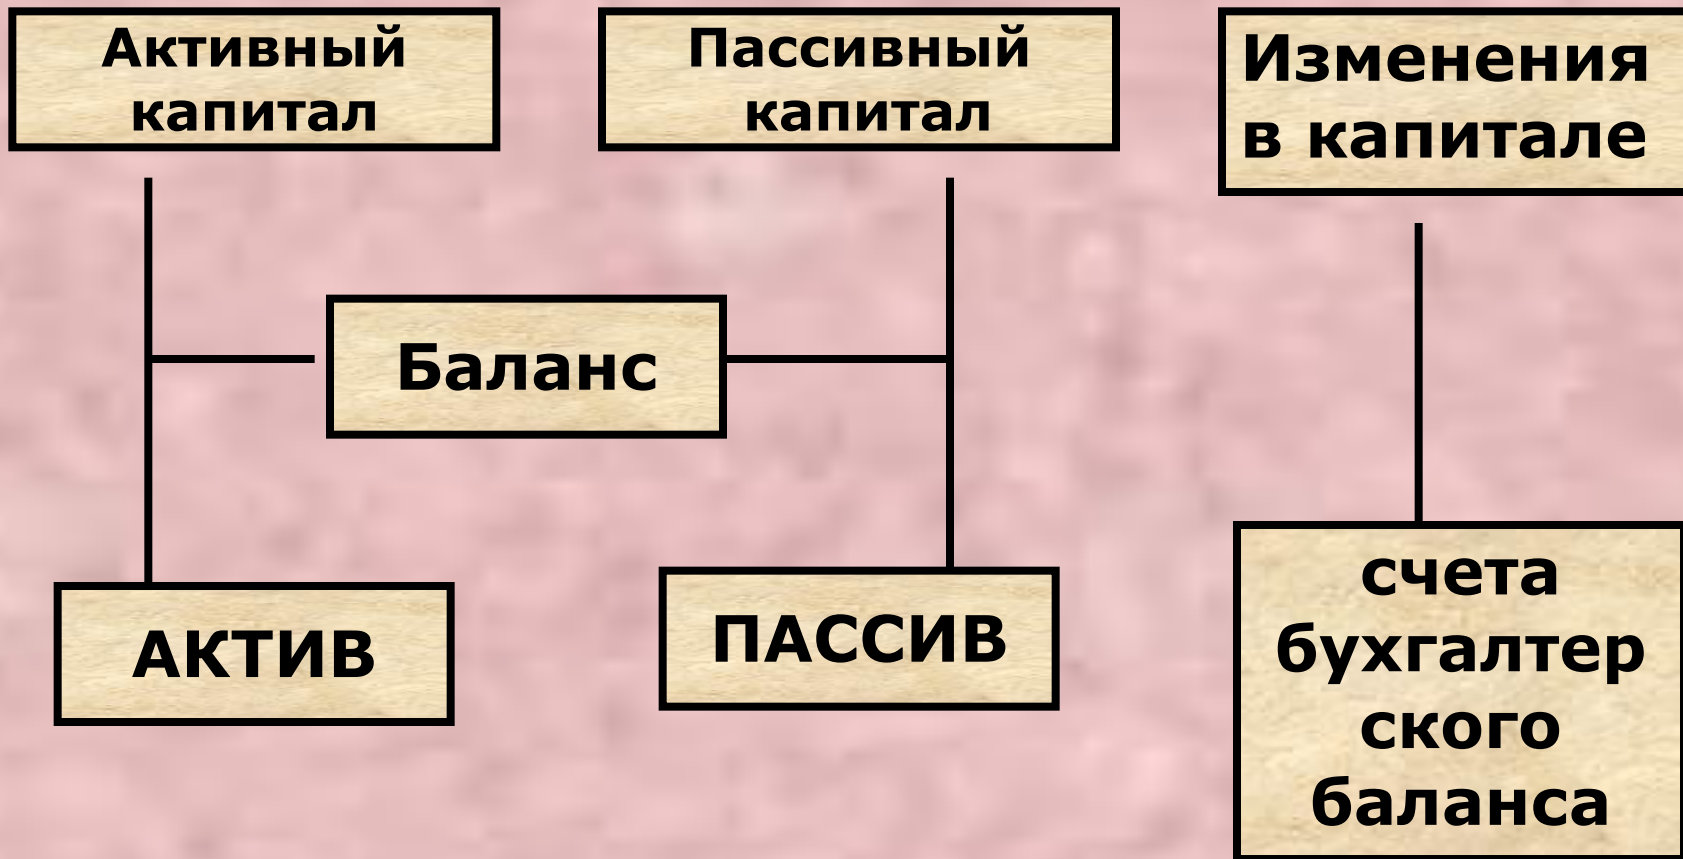 Активный
капитал
Пассивный
капитал
Изменения
в капитале
Баланс
АКТИВ
ПАССИВ
счета
бухгалтер
ского
баланса